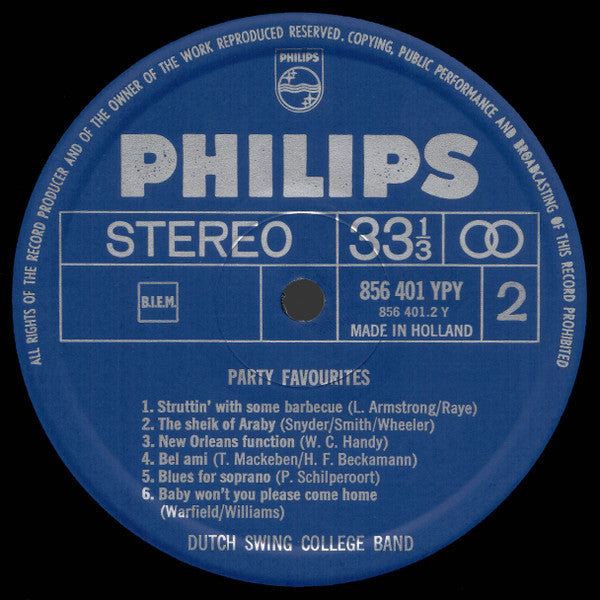 ALL RIGHTS OF THE RECORD PRODUCER AND OF THE OWNER OF THE WORK REPRODUCED RESERVED. COPYING, PUBLIC PERFORMANCE AND BROADCASTING OF THIS RECORD PROHIBITED
PHILIPS
PHILIPS
STEREO
33 1/3
B.I.E.M.
856 401 YPY
856 401.2 Y
MADE IN HOLLAND
2
PARTY FAVOURITES
1. Struttin' with some barbecue (L. Armstrong/Raye)
2. The sheik of Araby (Snyder/Smith/Wheeler)
3. New Orleans function (W. C. Handy)
4. Bel ami (T. Mackeben/H. F. Beckamann)
5. Blues for soprano (P. Schilperoort)
6. Baby won't you please come home
(Warfield/Williams)
DUTCH SWING COLLEGE BAND